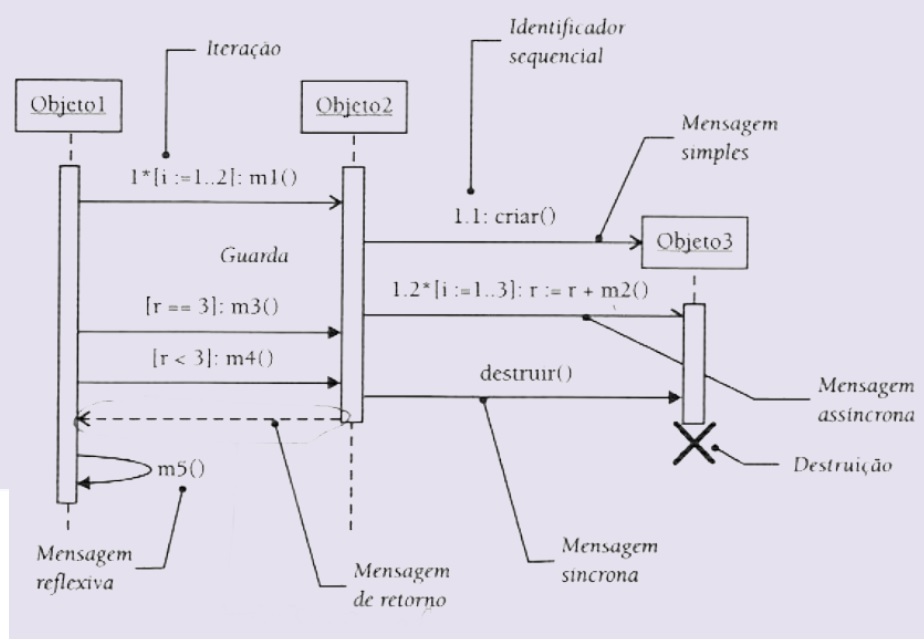 Iteração
Identificador
sequencial
Objeto1
Objeto2
Mensagem
simples
1*[i :=1..2]: m1()
1.1: criar()
Objeto3
Guarda
1.2*[i :=1..3]: r := r + m2()
[r == 3]: m3()
[r < 3]: m4()
destruir()
Mensagem
assíncrona
Destruição
m5()
Mensagem
reflexiva
Mensagem
de retorno
Mensagem
síncrona